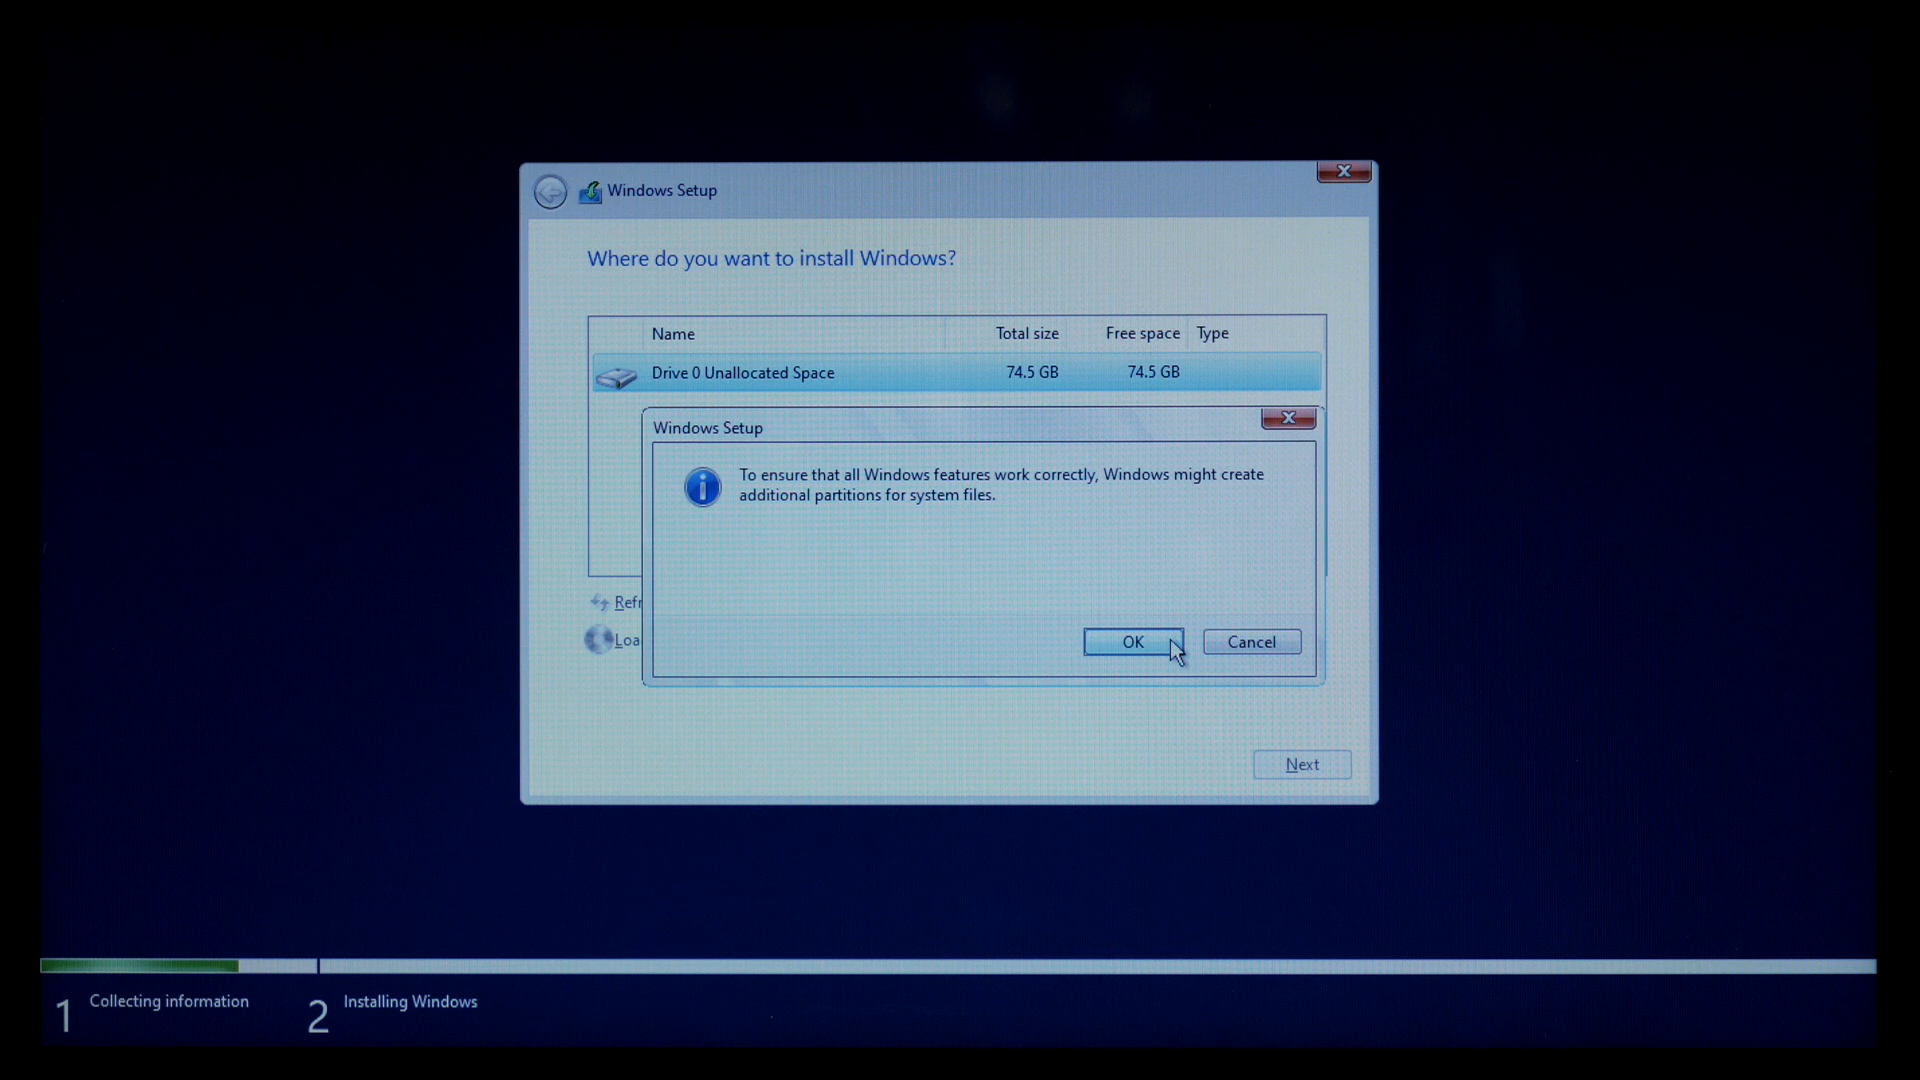 Windows Setup
Where do you want to install Windows?
Name Total size Free space Type
Drive 0 Unallocated Space 74.5 GB 74.5 GB
Windows Setup
To ensure that all Windows features work correctly, Windows might create
additional partitions for system files.
Refr
Loa
OK Cancel
Next
1 Collecting information 2 Installing Windows